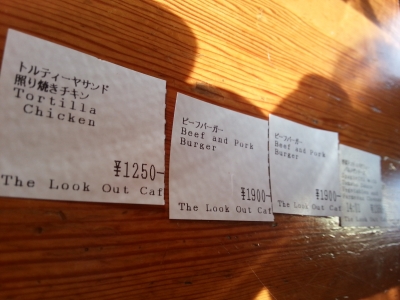 トルティーヤサンド
照り焼きチキン
Tortilla
Chicken
¥1250-
The Look Out Caf
ビーフバーガー
Beef and Pork
Burger
¥1900-
The Look Out Caf
ビーフバーガー
Beef and Pork
Burger
¥1900-
The Look Out Caf